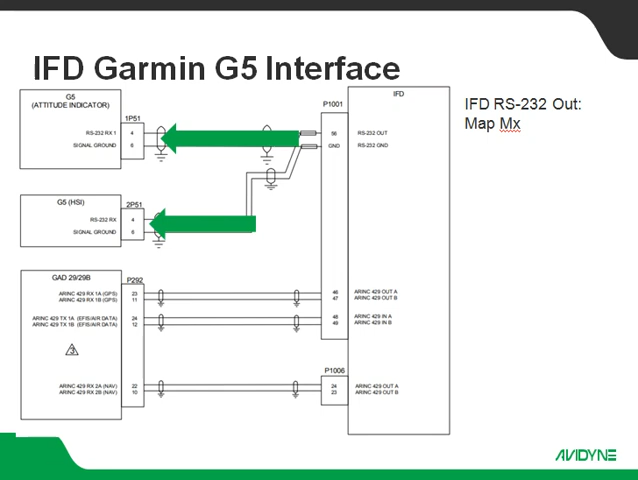 IFD Garmin G5 Interface
G5
(ATTITUDE INDICATOR)
RS-232 RX 1
SIGNAL GROUND
1P51
4
6
P1001
56
GND
IFD
RS-232 OUT
RS-232 GND
IFD RS-232 Out:
Map Mx
G5 (HSI)
RS-232 RX
SIGNAL GROUND
2P51
4
6
GAD 29/29B
P292
ARINC 429 RX 1A (GPS) 23
ARINC 429 RX 1B (GPS) 11
ARINC 429 TX 1A (EFIS/AIR DATA) 24
ARINC 429 TX 1B (EFIS/AIR DATA) 12
3
ARINC 429 RX 2A (NAV) 22
ARINC 429 RX 2B (NAV) 10
46 ARINC 429 OUT A
47 ARINC 429 OUT B
48 ARINC 429 IN A
49 ARINC 429 IN B
P1006
24 ARINC 429 OUT A
23 ARINC 429 OUT B
AVIDYNE